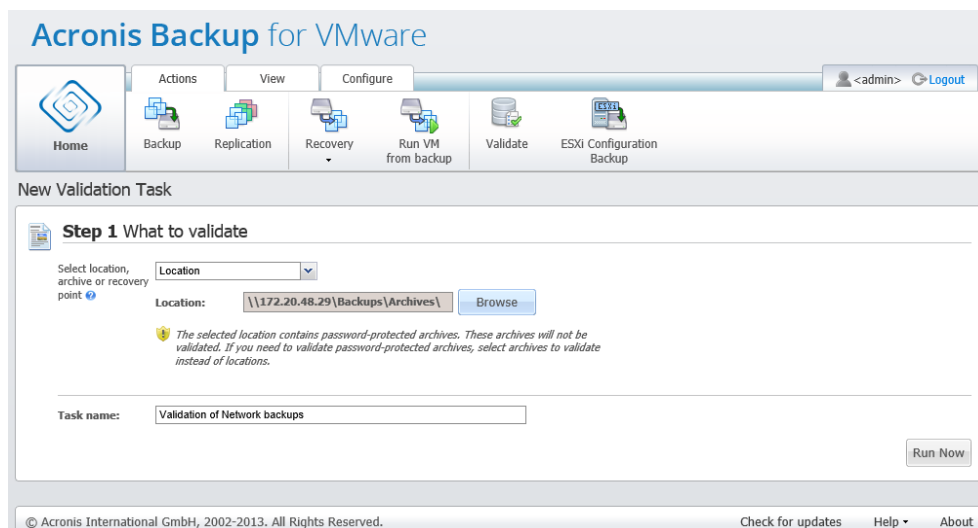 Acronis Backup for VMware
Actions View Configure
<admin> Logout
Home
Backup
Replication
Recovery
Run VM
from backup
Validate
ESXi
ESXi Configuration
Backup
New Validation Task
Step 1 What to validate
Select location,
archive or recovery
point ?
Location
Location: \\172.20.48.29\Backups\Archives\ Browse
The selected location contains password-protected archives. These archives will not be
validated. If you need to validate password-protected archives, select archives to validate
instead of locations.
Task name: Validation of Network backups
Run Now
© Acronis International GmbH, 2002-2013. All Rights Reserved. Check for updates Help About